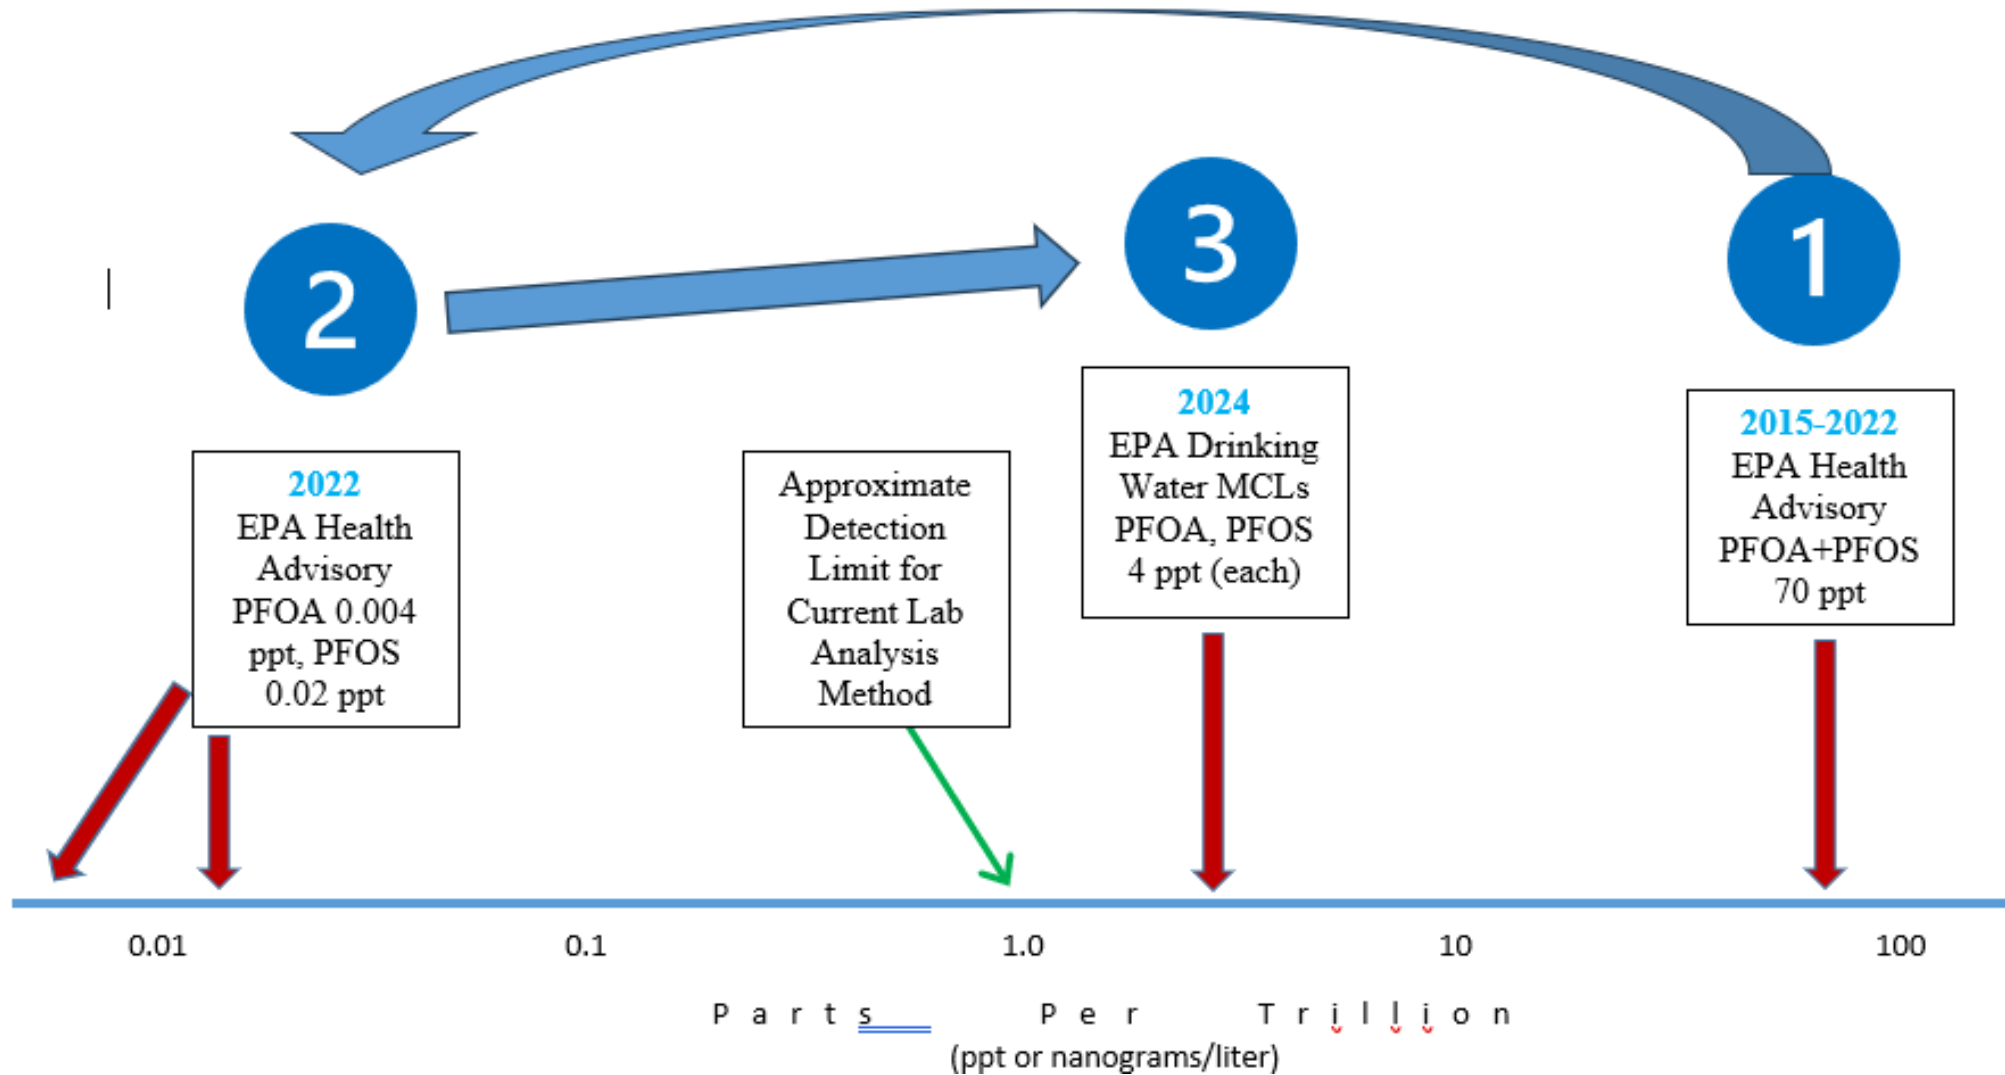 2
3
1
2022
EPA Health
Advisory
PFOA 0.004
ppt, PFOS
0.02 ppt
Approximate
Detection
Limit for
Current Lab
Analysis
Method
2024
EPA Drinking
Water MCLs
PFOA, PFOS
4 ppt (each)
2015-2022
EPA Health
Advisory
PFOA+PFOS
70 ppt
0.01 0.1 1.0 10 100
Parts Per Trillion
(ppt or nanograms/liter)